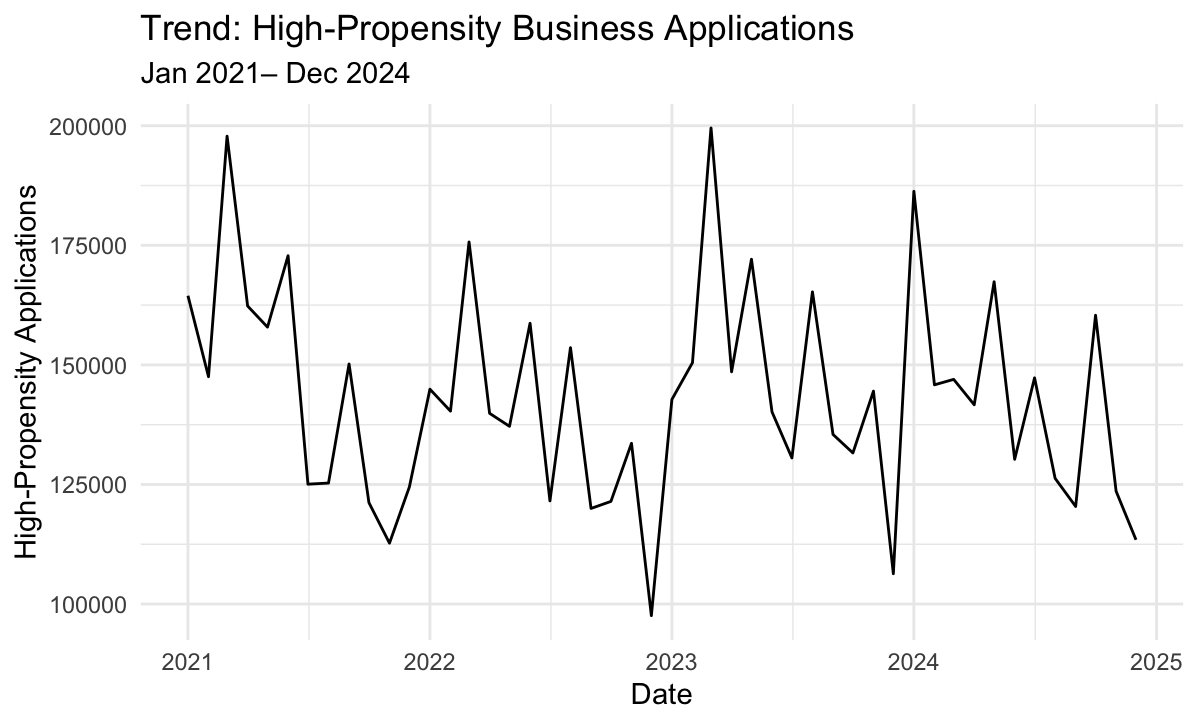 Trend: High-Propensity Business Applications
Jan 2021– Dec 2024
High-Propensity Applications
200000
175000
150000
125000
100000
2021 2022 2023 2024 2025
Date